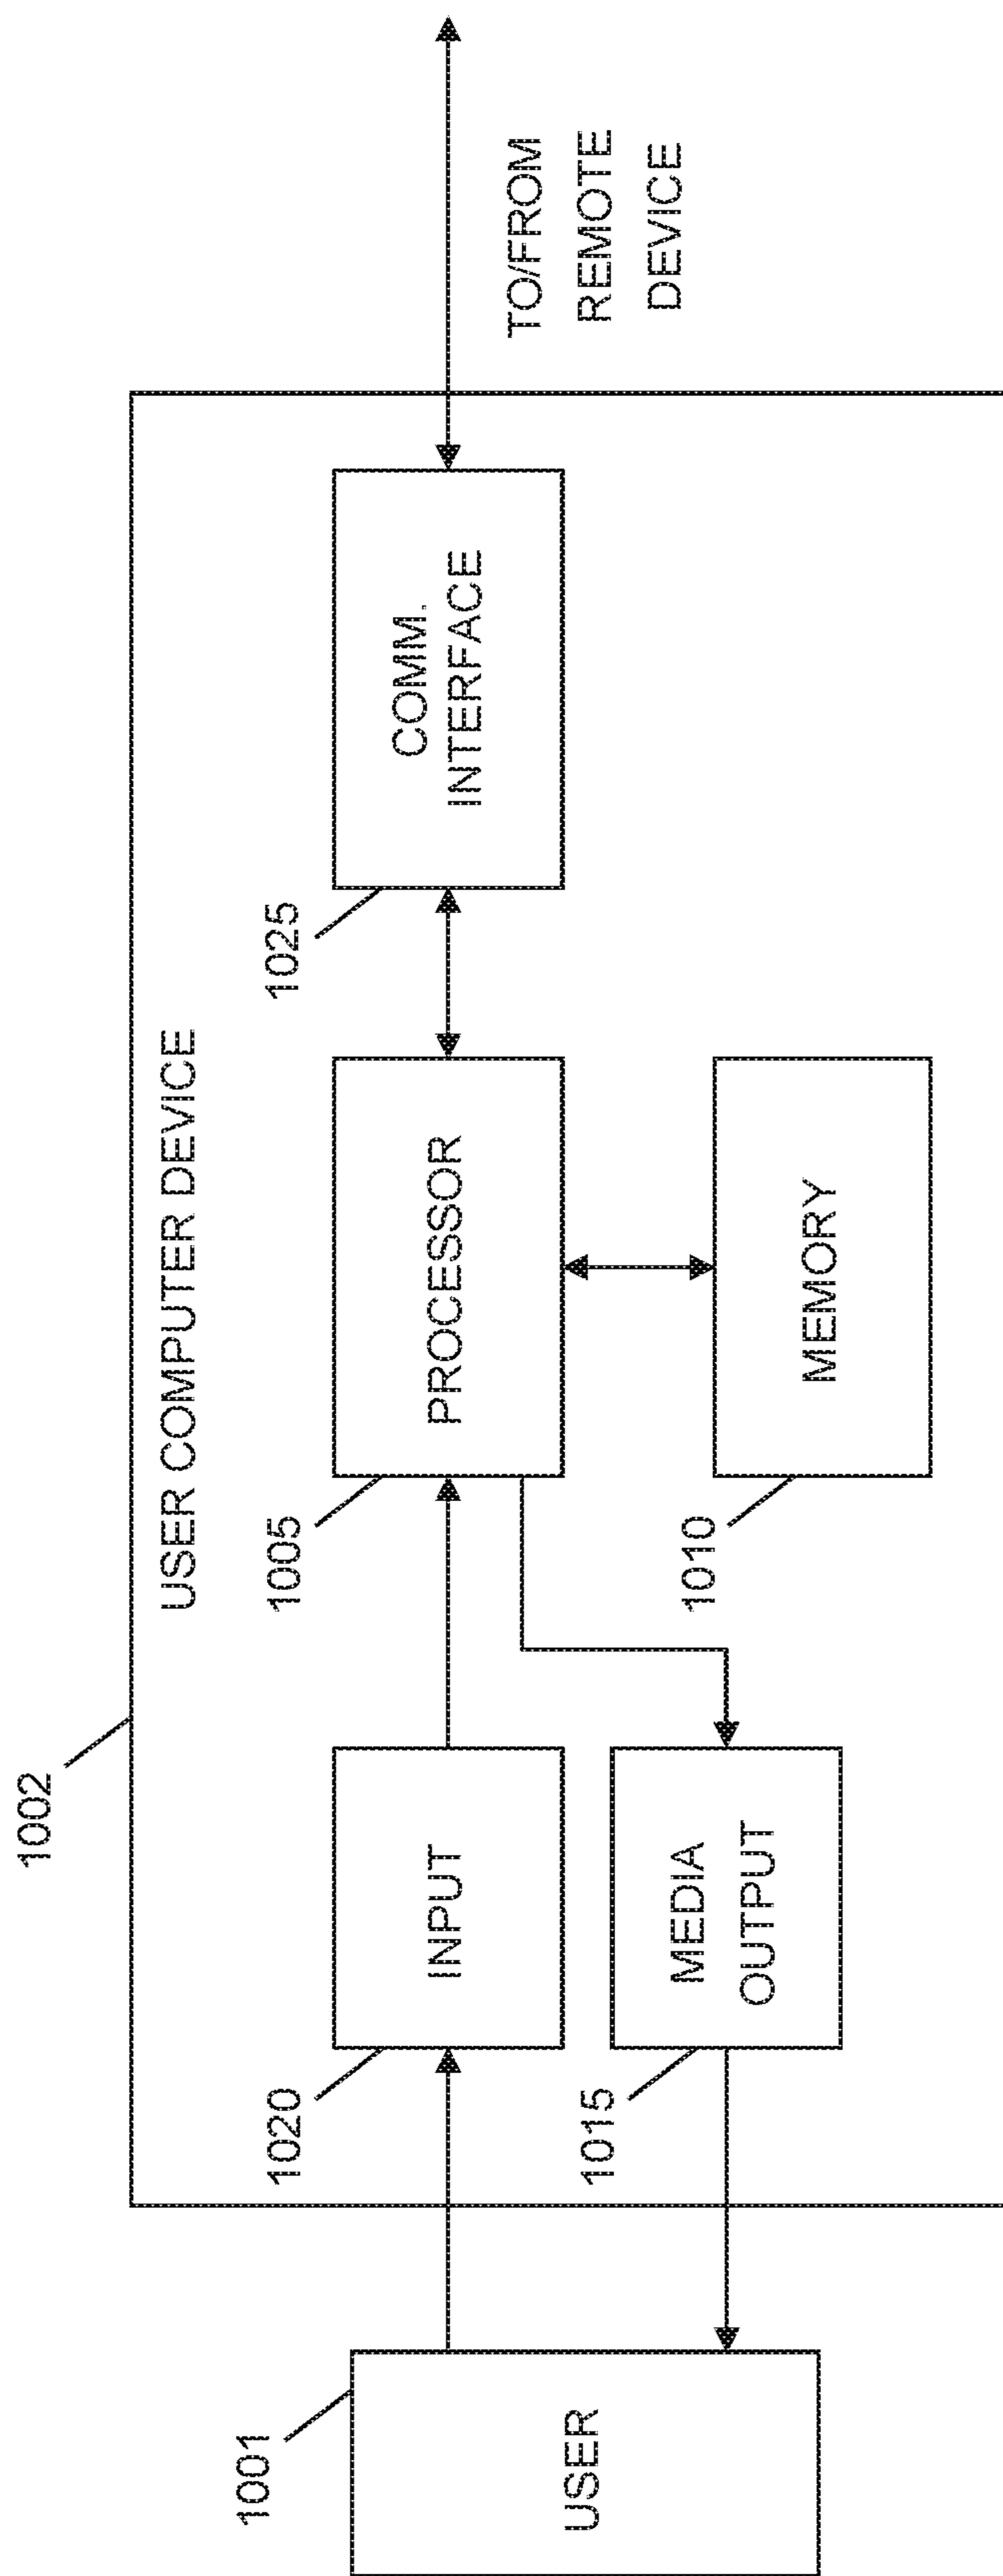 1002
USER COMPUTER DEVICE
1001
USER
1020
INPUT
1015
MEDIA
OUTPUT
1005
PROCESSOR
1010
MEMORY
1025
COMM.
INTERFACE
TO/FROM
REMOTE
DEVICE